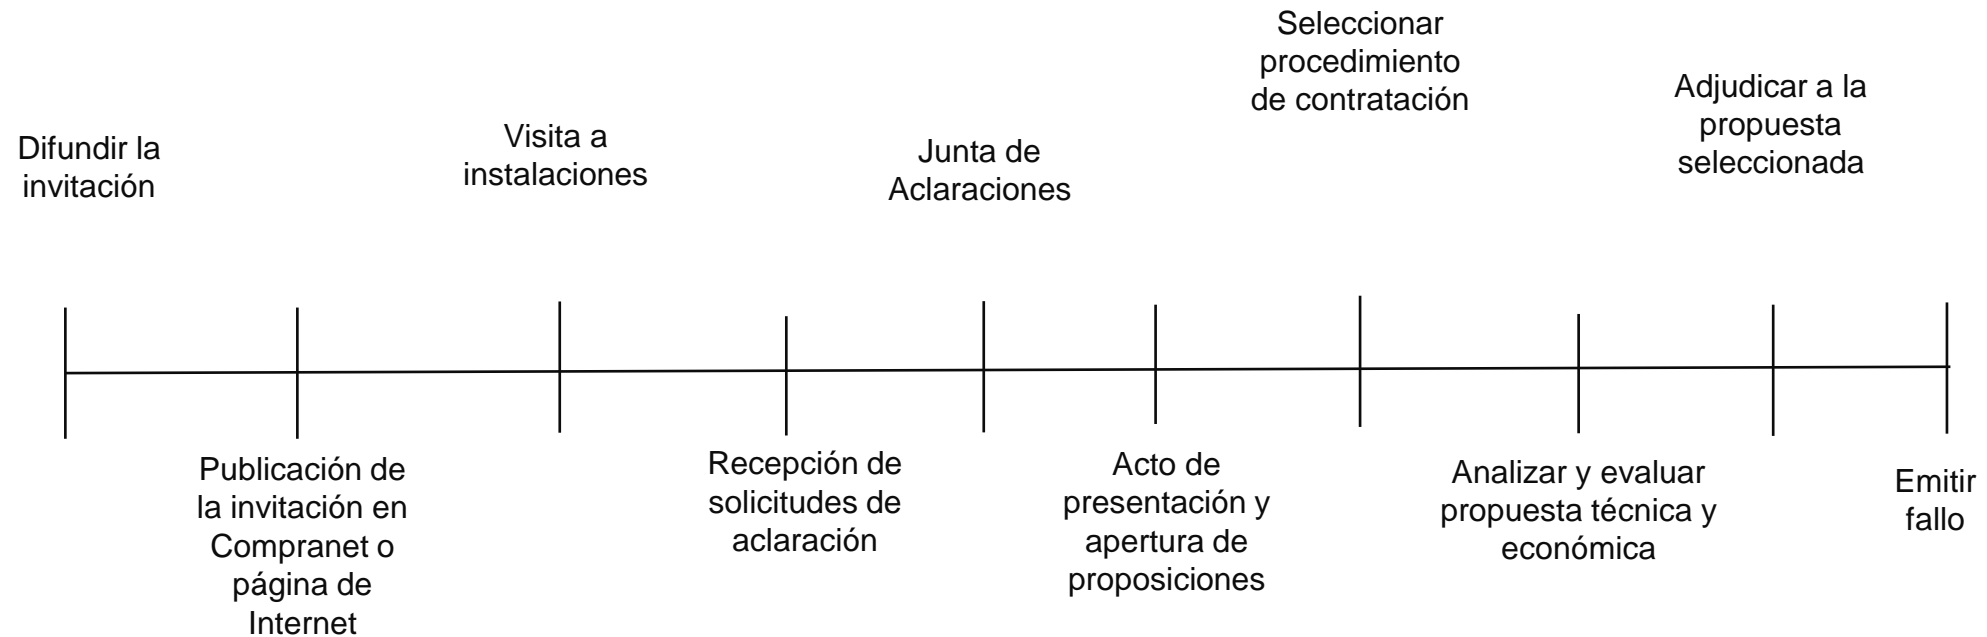 Difundir la
invitación
Publicación de
la invitación en
Compranet o
página de
Internet
Visita a
instalaciones
Recepción de
solicitudes de
aclaración
Junta de
Aclaraciones
Acto de
presentación y
apertura de
proposiciones
Seleccionar
procedimiento
de contratación
Analizar y evaluar
propuesta técnica y
económica
Adjudicar a la
propuesta
seleccionada
Emitir
fallo